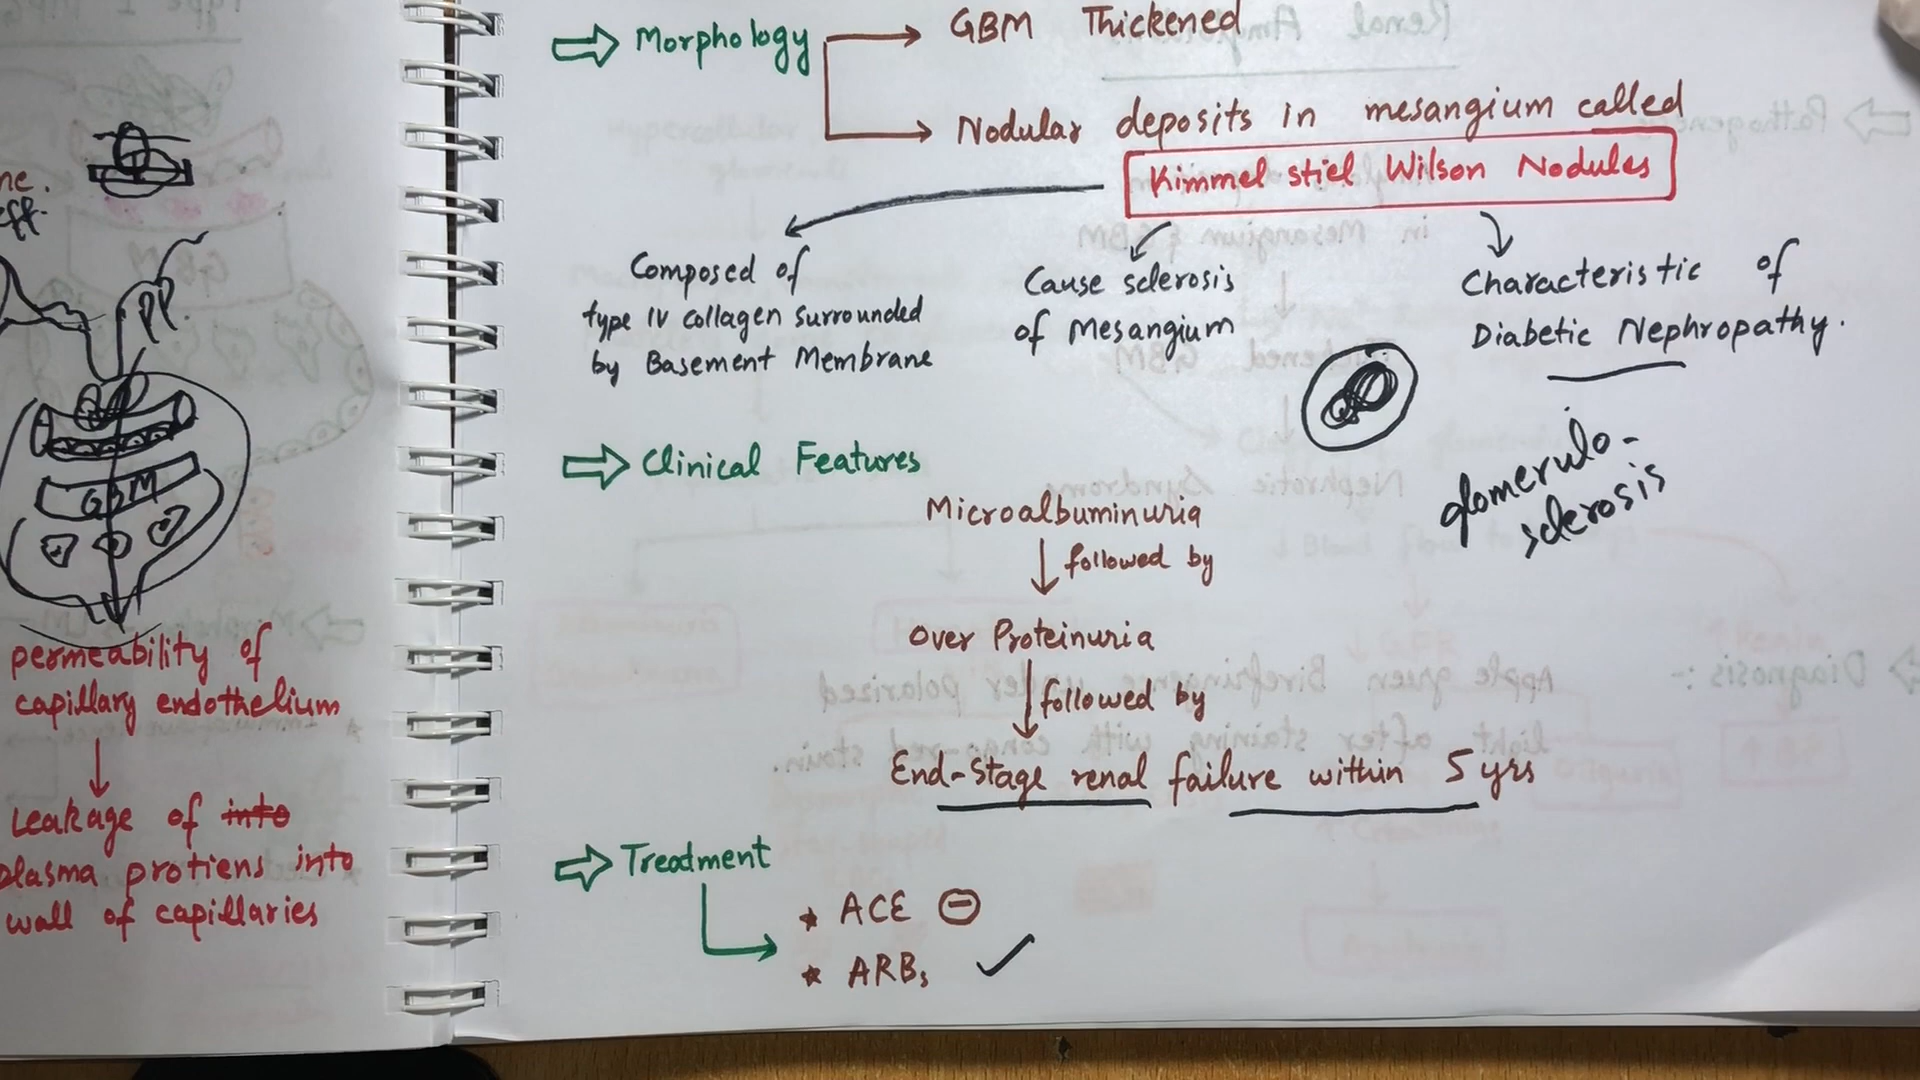 ne.
eff.
PP.
GBM
permeability of
capillary endothelium
Leakage of into
plasma protiens into
wall of capillaries
Morphology
GBM Thickened
Nodular deposits in mesangium called
Kimmel stiel Wilson Nodules
Composed of
type IV collagen surrounded
by Basement Membrane
Cause sclerosis
of Mesangium
Characteristic of
Diabetic Nephropathy.
glomerulo-
sclerosis
Clinical Features
Microalbuminuria
followed by
Over Proteinuria
followed by
End-Stage renal failure within 5 yrs
Treatment
* ACE ⊖
* ARBs ✓